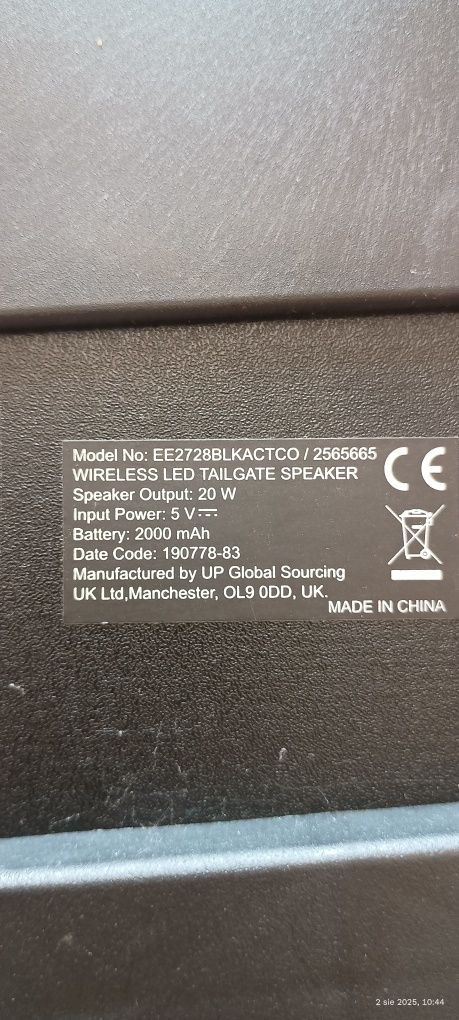 Model No: EE2728BLKACTCO / 2565665
WIRELESS LED TAILGATE SPEAKER
Speaker Output: 20 W
Input Power: 5 V⎓
Battery: 2000 mAh
Date Code: 190778-83
Manufactured by UP Global Sourcing
UK Ltd,Manchester, OL9 0DD, UK.
CE
MADE IN CHINA
2 sie 2025, 10:44